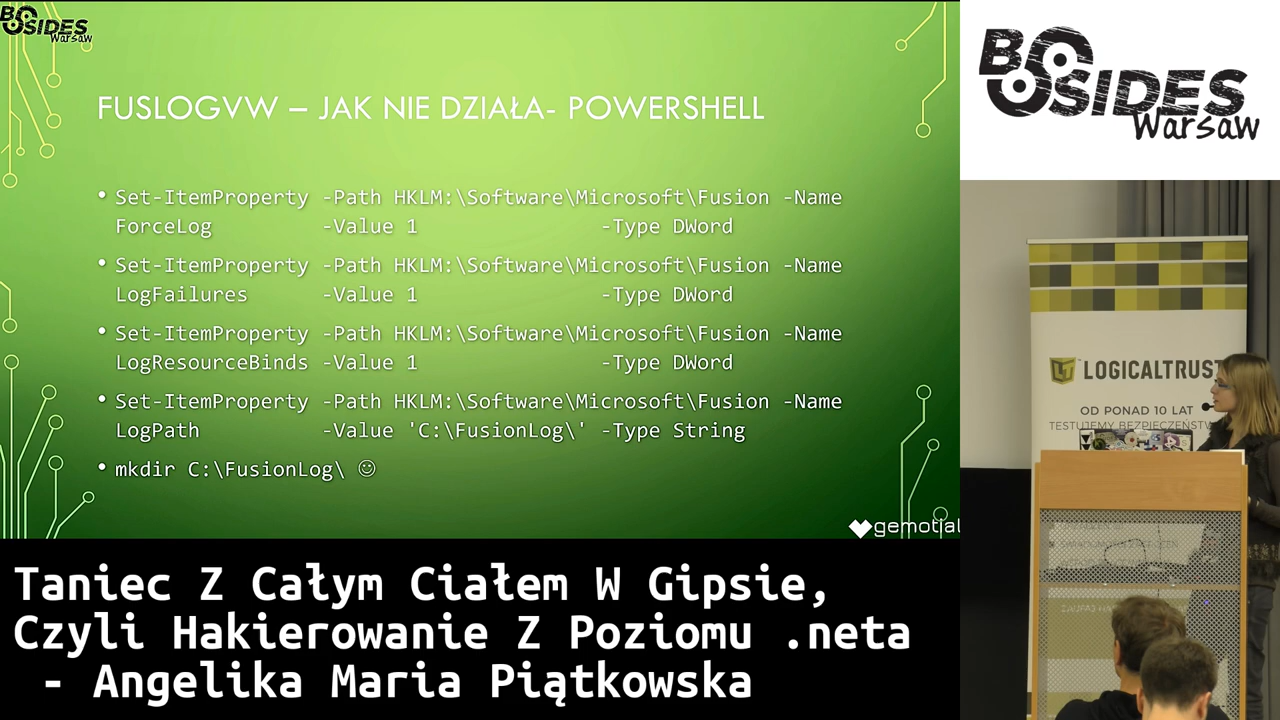 BSIDES
Warsaw
FUSLOGVW – JAK NIE DZIAŁA- POWERSHELL
• Set-ItemProperty -Path HKLM:\Software\Microsoft\Fusion -Name
ForceLog -Value 1 -Type DWord
• Set-ItemProperty -Path HKLM:\Software\Microsoft\Fusion -Name
LogFailures -Value 1 -Type DWord
• Set-ItemProperty -Path HKLM:\Software\Microsoft\Fusion -Name
LogResourceBinds -Value 1 -Type DWord
• Set-ItemProperty -Path HKLM:\Software\Microsoft\Fusion -Name
LogPath -Value 'C:\FusionLog\' -Type String
• mkdir C:\FusionLog\ ☺
gemotial
Taniec Z Całym Ciałem W Gipsie,
Czyli Hakierowanie Z Poziomu .neta
- Angelika Maria Piątkowska
BSIDES
Warsaw
LOGICALTRUST
OD PONAD 10 LAT
TESTUJEMY BEZPIECZEŃSTW